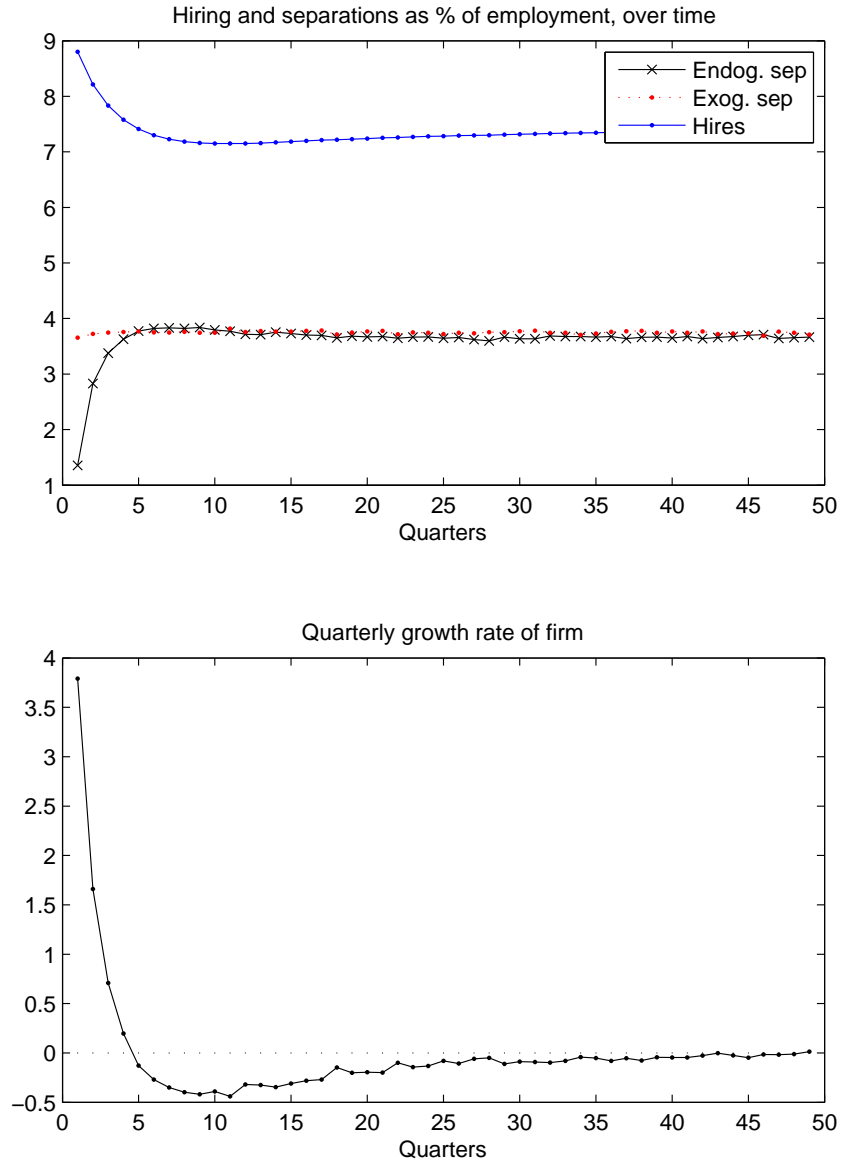 Hiring and separations as % of employment, over time
9
8
7
6
5
4
3
2
1
Endog. sep
Exog. sep
Hires
0 5 10 15 20 25 30 35 40 45 50
Quarters
Quarterly growth rate of firm
4
3.5
3
2.5
2
1.5
1
0.5
0
−0.5
0 5 10 15 20 25 30 35 40 45 50
Quarters